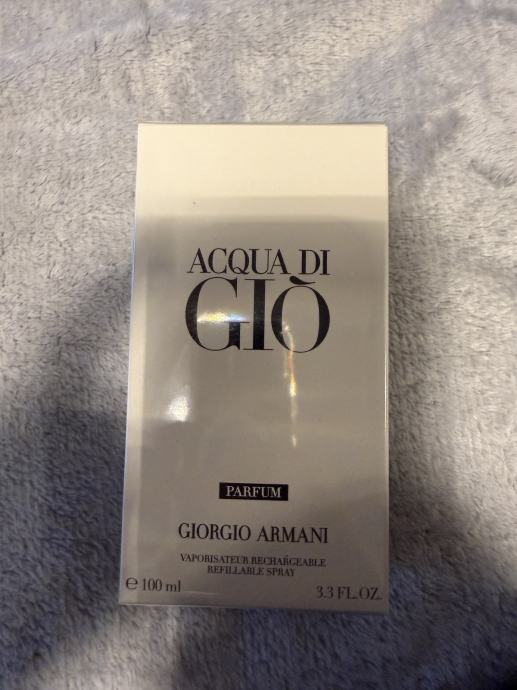 ACQUA DI
GIÒ
PARFUM
GIORGIO ARMANI
VAPORISATEUR RECHARGEABLE
REFILLABLE SPRAY
℮ 100 ml
3.3 FL.OZ.